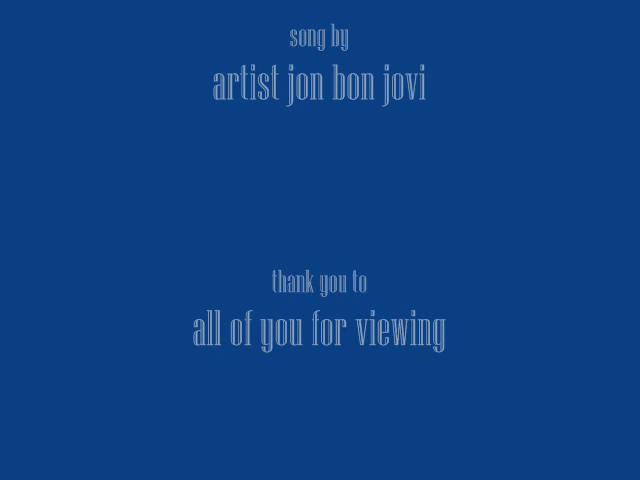 song by
artist jon bon jovi
thank you to
all of you for viewing